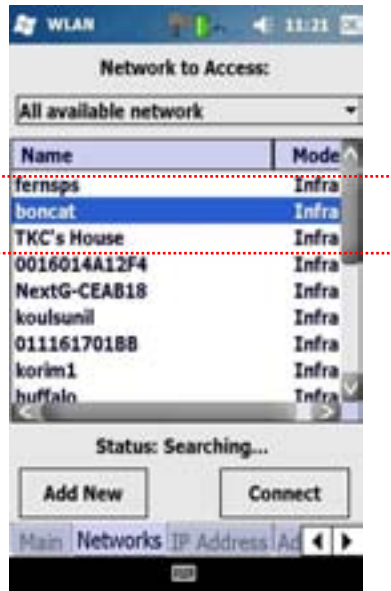 WLAN 11:21
Network to Access:
All available network
Name Mode
fernsps Infra
boncat Infra
TKC's House Infra
0016014A12F4 Infra
NextG-CEAB18 Infra
koulsunil Infra
0111617018B Infra
korim1 Infra
buffalo Infra
Status: Searching...
Add New Connect
Main Networks IP Address Ad